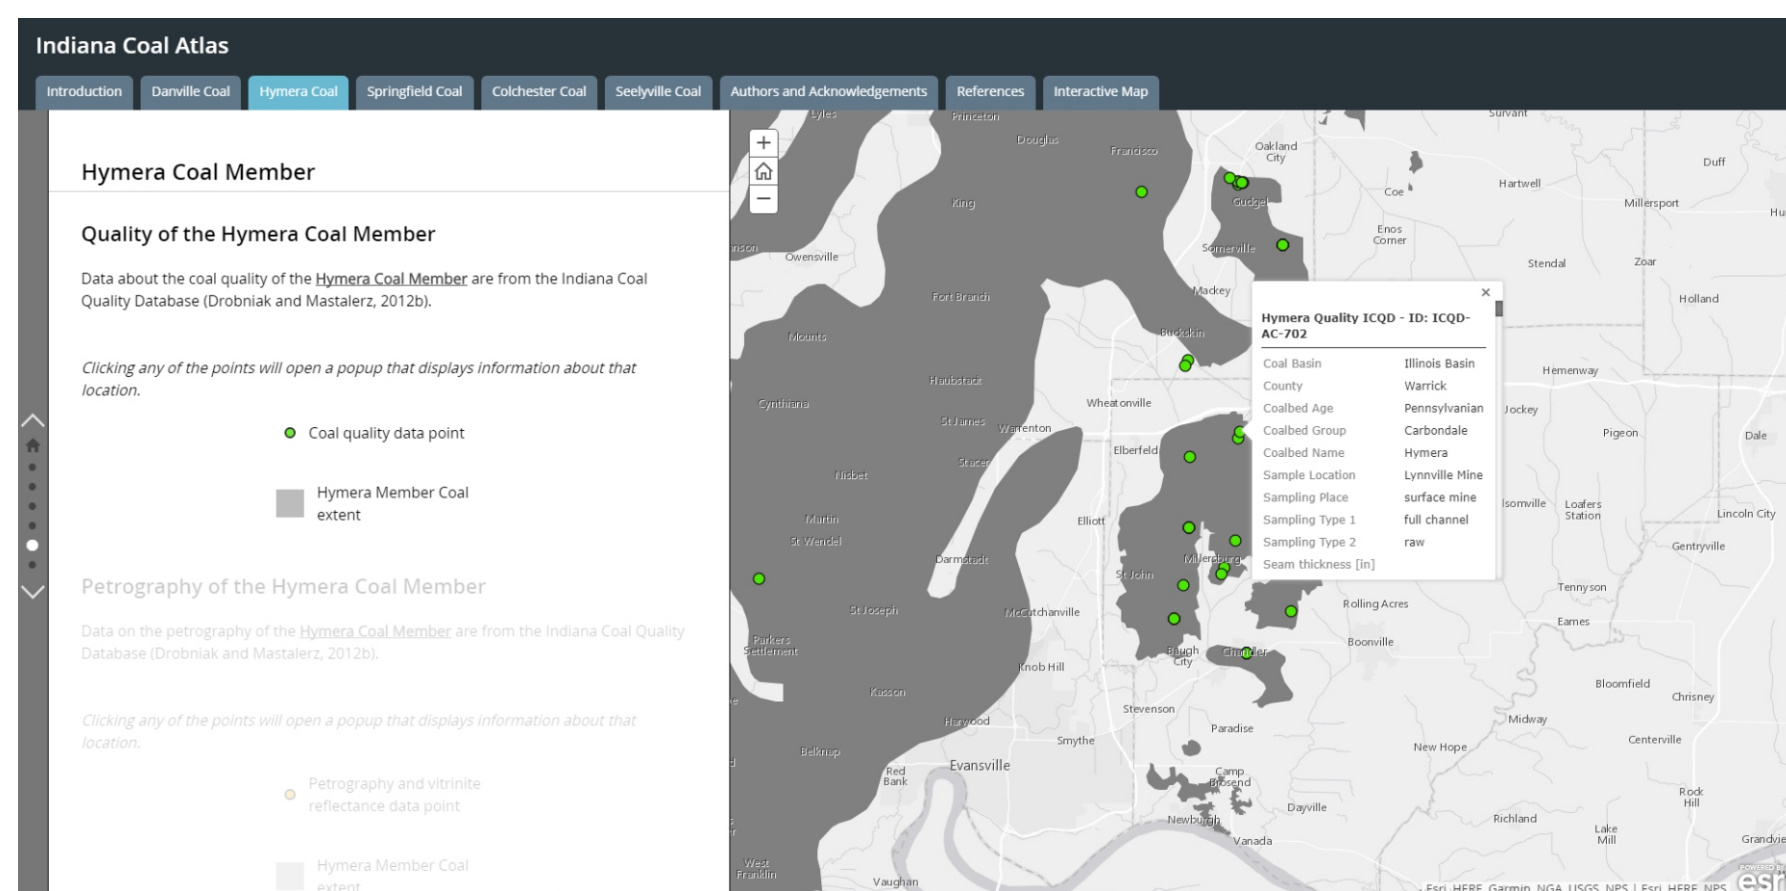 Indiana Coal Atlas
Introduction
Danville Coal
Hymera Coal
Springfield Coal
Colchester Coal
Seelyville Coal
Authors and Acknowledgements
References
Interactive Map
Hymera Coal Member
Quality of the Hymera Coal Member
Data about the coal quality of the Hymera Coal Member are from the Indiana Coal
Quality Database (Drobniak and Mastalerz, 2012b).
Clicking any of the points will open a popup that displays information about that
location.
Coal quality data point
Hymera Member Coal
extent
Petrography of the Hymera Coal Member
Data on the petrography of the Hymera Coal Member are from the Indiana Coal Quality
Database (Drobniak and Mastalerz, 2012b).
Clicking any of the points will open a popup that displays information about that
location.
Petrography and vitrinite
reflectance data point
Hymera Member Coal
extent
+
−
Lyles
Princeton
Survant
Douglas
Francisco
Oakland
City
Duff
Coe
Hartwell
King
Gudgel
Millersport
Enos
Corner
Somerville
Owensville
Stendal
Zoar
Mackey
Fort Branch
Holland
Hymera Quality ICQD - ID: ICQD-
AC-702
Coal Basin Illinois Basin
County Warrick
Coalbed Age Pennsylvanian
Coalbed Group Carbondale
Coalbed Name Hymera
Sample Location Lynnville Mine
Sampling Place surface mine
Sampling Type 1 full channel
Sampling Type 2 raw
Seam thickness [in]
Mounts
Buckskin
Hemenway
Haubstadt
Cynthiana
Wheatonville
Jockey
St James
Warrenton
Pigeon
Dale
Elberfeld
Stacer
Nisbet
Loafers
Station
Lincoln City
Martin
Elliott
St Wendel
Gentryville
Darmstadt
Millersburg
St John
Tennyson
St Joseph
McCutchanville
Rolling Acres
Eames
Parkers
Settlement
Boonville
Baugh
City
Chandler
Knob Hill
Bloomfield
Kasson
Chrisney
Stevenson
Harwood
Midway
Paradise
Smythe
Centerville
New Hope
Belknap
Evansville
Red
Bank
Camp
Brosend
Rock
Hill
Dayville
Newburgh
Richland
Lake
Mill
Vanada
West
Franklin
Vaughan
POWERED BY
esri
Esri, HERE, Garmin, NGA, USGS, NPS | Esri, HERE, NPS